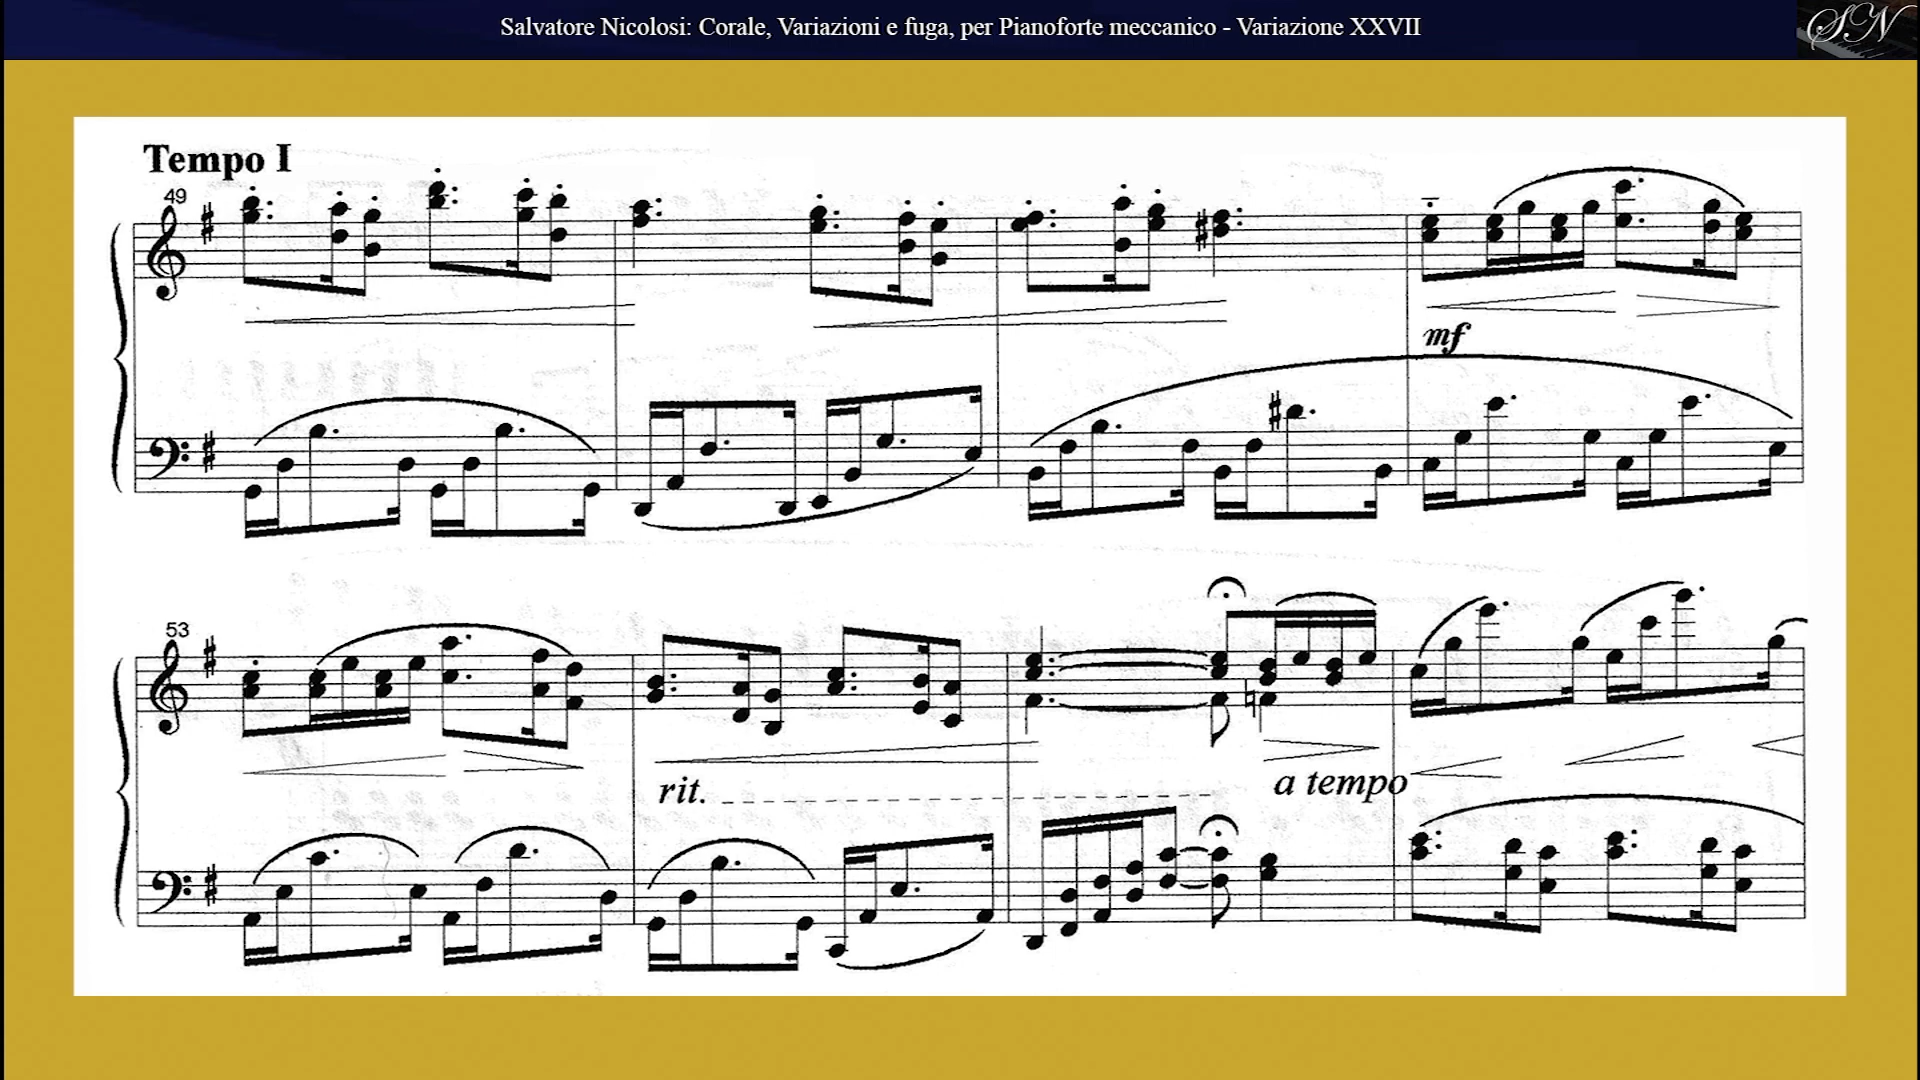 Salvatore Nicolosi: Corale, Variazioni e fuga, per Pianoforte meccanico - Variazione XXVII
SN
Tempo I
49
mf
53
rit.
a tempo